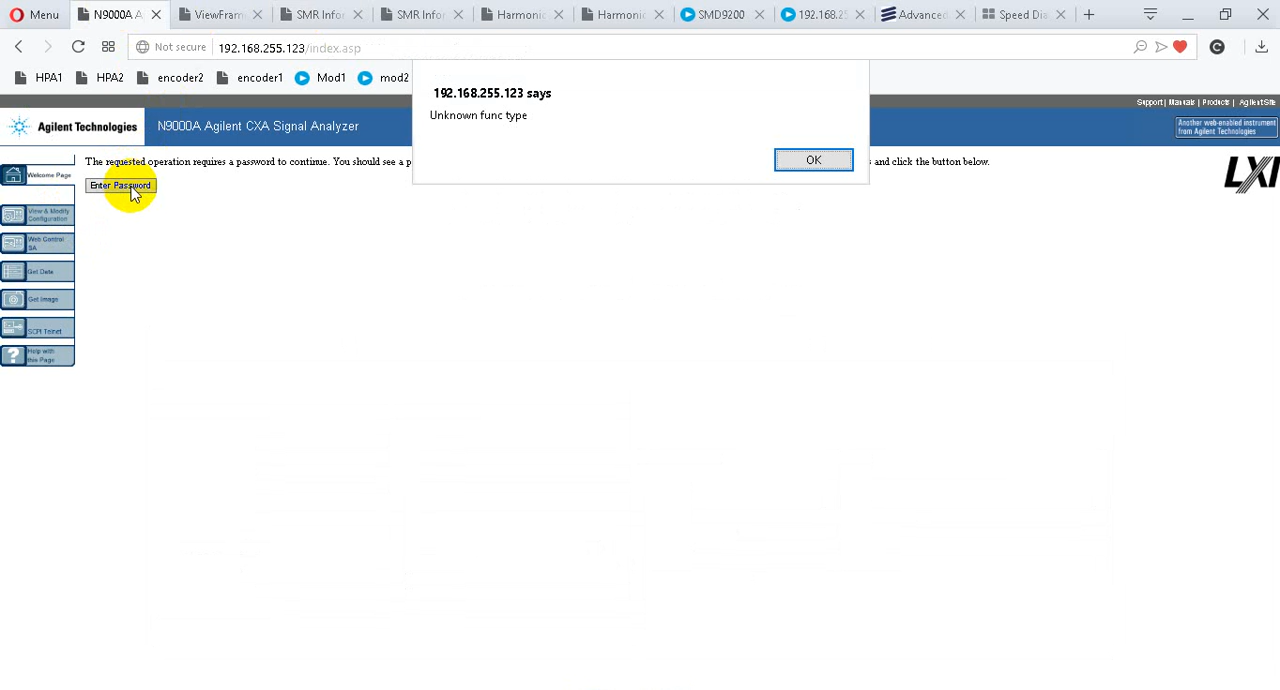 Menu
N9000A A
ViewFram
SMR Infor
SMR Infor
Harmonic
Harmonic
SMD9200
192.168.25
Advanced
Speed Dia
Not secure
192.168.255.123/index.asp
HPA1
HPA2
encoder2
encoder1
Mod1
mod2
192.168.255.123 says
Unknown func type
OK
Support | Manuals | Products | Agilent Site
Agilent Technologies
N9000A Agilent CXA Signal Analyzer
Another web-enabled instrument
from Agilent Technologies
The requested operation requires a password to continue. You should see a p
s and click the button below.
Enter Password
LXI
Welcome Page
View & Modify
Configuration
Web Control
SA
Get Data
Get Image
SCPI Telnet
Help with
this Page